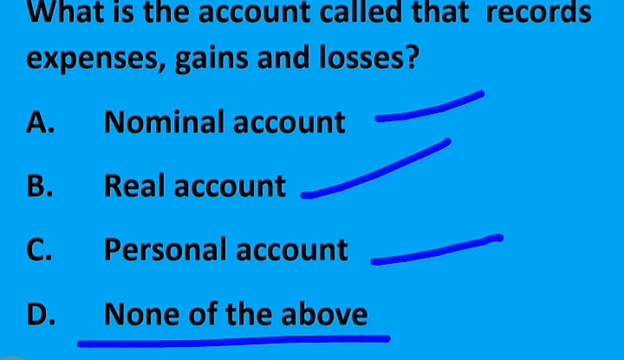 What is the account called that records
expenses, gains and losses?
A. Nominal account
B. Real account
C. Personal account
D. None of the above